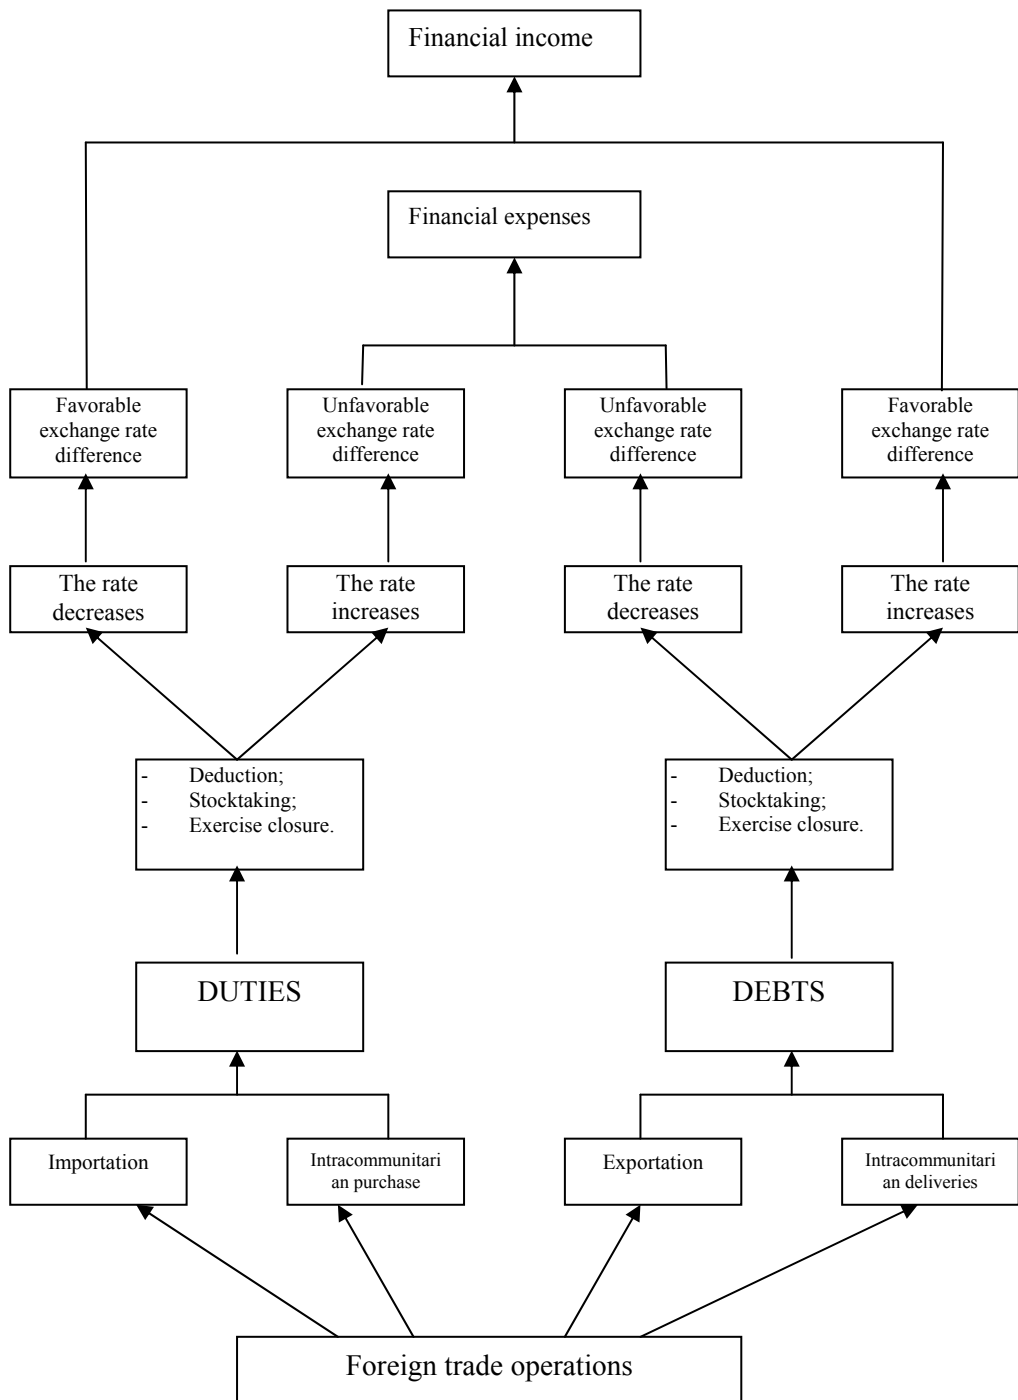 Financial income
Financial expenses
Favorable
exchange rate
difference
Unfavorable
exchange rate
difference
Unfavorable
exchange rate
difference
Favorable
exchange rate
difference
The rate
decreases
The rate
increases
The rate
decreases
The rate
increases
- Deduction;
- Stocktaking;
- Exercise closure.
- Deduction;
- Stocktaking;
- Exercise closure.
DUTIES
DEBTS
Importation
Intracommunitari
an purchase
Exportation
Intracommunitari
an deliveries
Foreign trade operations